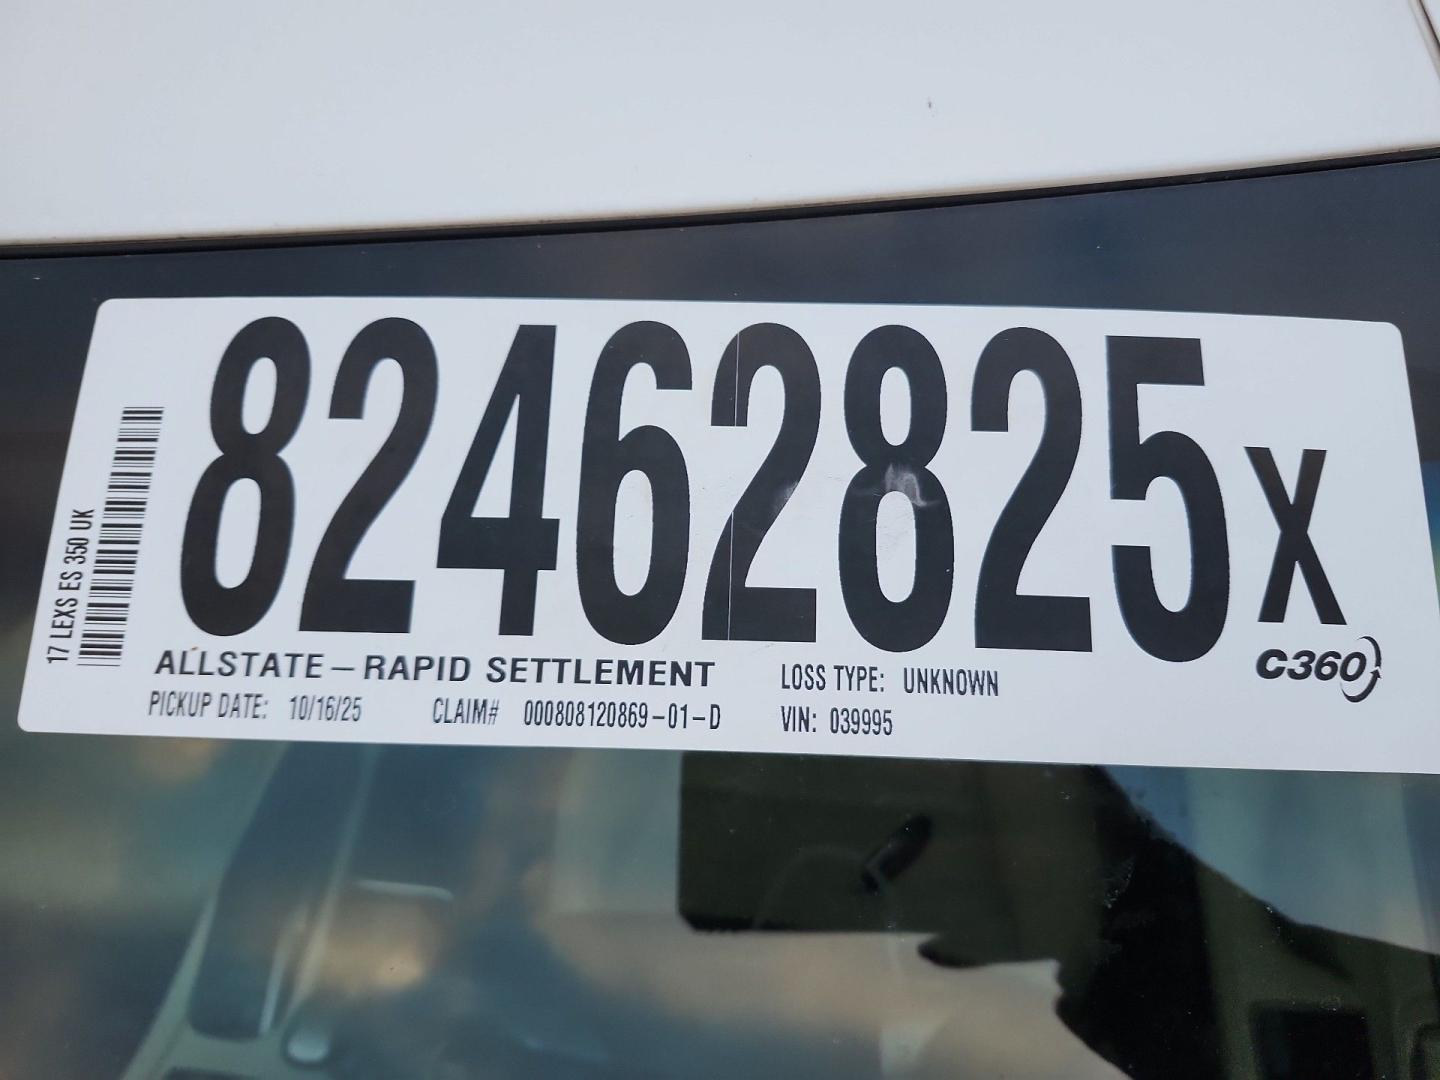 82462825X
17 LEXS ES 350 UK
C360
ALLSTATE-RAPID SETTLEMENT
LOSS TYPE: UNKNOWN
PICKUP DATE: 10/16/25 CLAIM# 000808120869-01-D
VIN: 039995